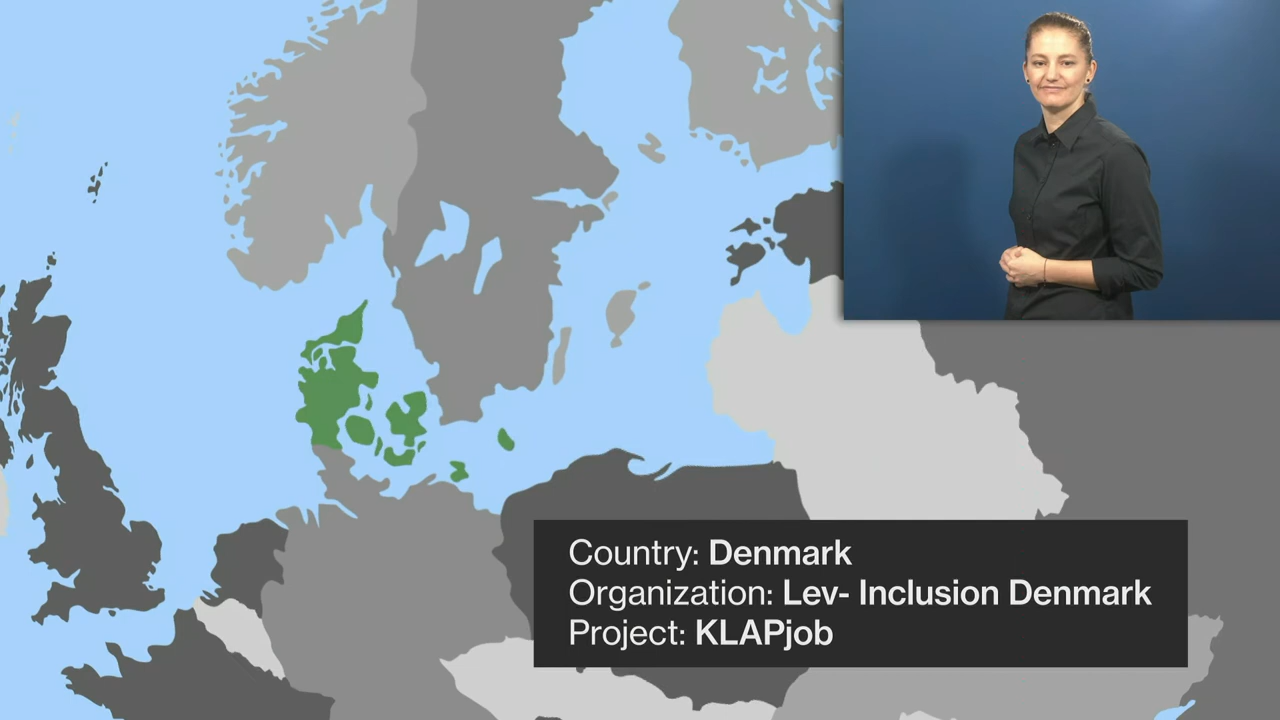 Country: Denmark
Organization: Lev- Inclusion Denmark
Project: KLAPjob